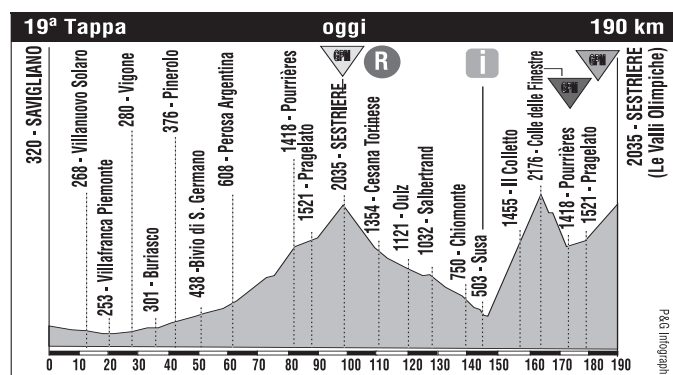 19ª Tappa oggi 190 km
320 - SAVIGLIANO
268 - Villanuovo Solaro
253 - Villafranca Piemonte
280 - Vigone
301 - Buriasco
376 - Pinerolo
438 -Bivio di S. Germano
608 - Perosa Argentina
1418 - Pourrières
1521 - Pragelato
2035 - SESTRIERE
GPM
R
1354 - Cesana Torinese
1121 - Oulz
1032 - Salbertrand
750 - Chiomonte
503 - Susa
i
1455 - Il Colletto
2176 - Colle delle Finestre
GPM
1418 - Pourrières
1521 - Pragelato
GPM
2035 - SESTRIERE
(Le Valli Olimpiche)
0 10 20 30 40 50 60 70 80 90 100 110 120 130 140 150 160 170 180 190
P&G Infograph